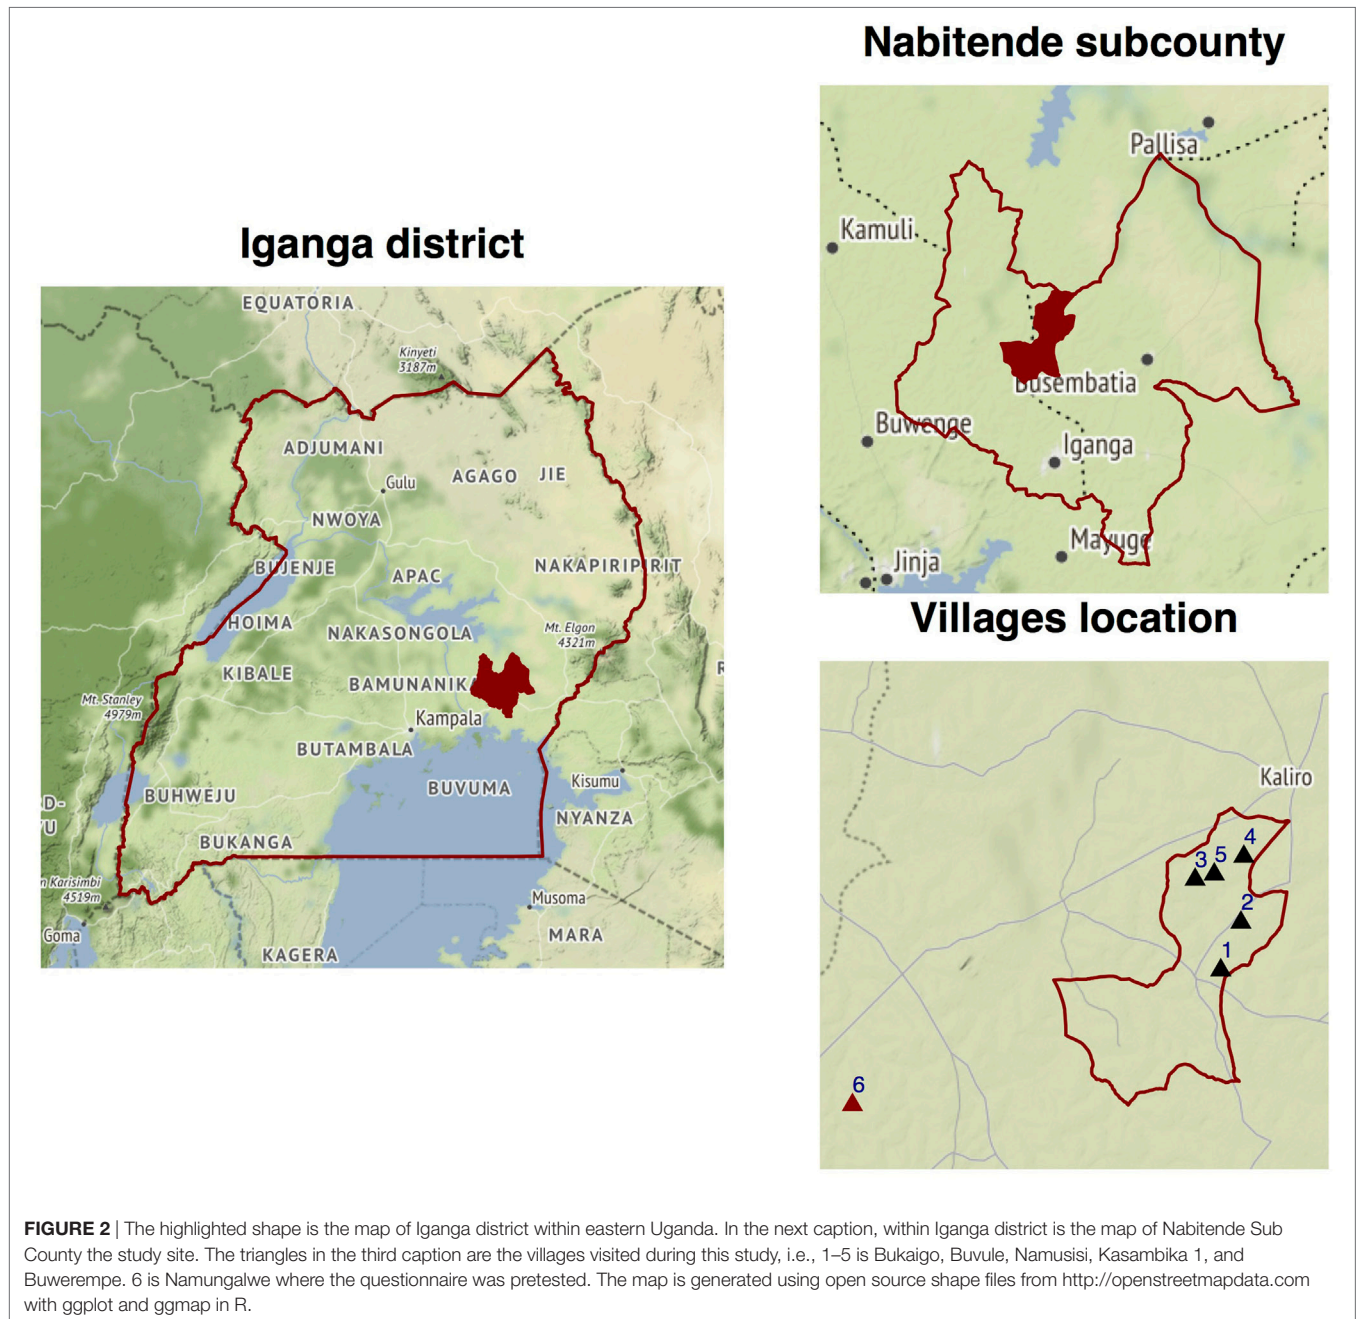 Nabitende subcounty
Pallisa
Kamuli
Busembatia
Buwenge
Iganga
Mayuge
Jinja
Iganga district
EQUATORIA
Kinyeti
3187m
ADJUMANI
AGAGO
JIE
Gulu
NWOYA
BUJENJE
APAC
NAKAPIRIPIRIT
HOIMA
NAKASONGOLA
Mt. Elgon
4321m
KIBALE
BAMUNANIK
Mt. Stanley
4979m
Kampala
BUTAMBALA
BUHWEJU
BUVUMA
Kisumu
NYANZA
D-
U
BUKANGA
n Karisimbi
4519m
Musoma
Goma
MARA
KAGERA
R
Villages location
Kaliro
4
3
5
2
1
6
FIGURE 2 | The highlighted shape is the map of Iganga district within eastern Uganda. In the next caption, within Iganga district is the map of Nabitende Sub
County the study site. The triangles in the third caption are the villages visited during this study, i.e., 1–5 is Bukaigo, Buvule, Namusisi, Kasambika 1, and
Buwerempe. 6 is Namungalwe where the questionnaire was pretested. The map is generated using open source shape files from http://openstreetmapdata.com
with ggplot and ggmap in R.